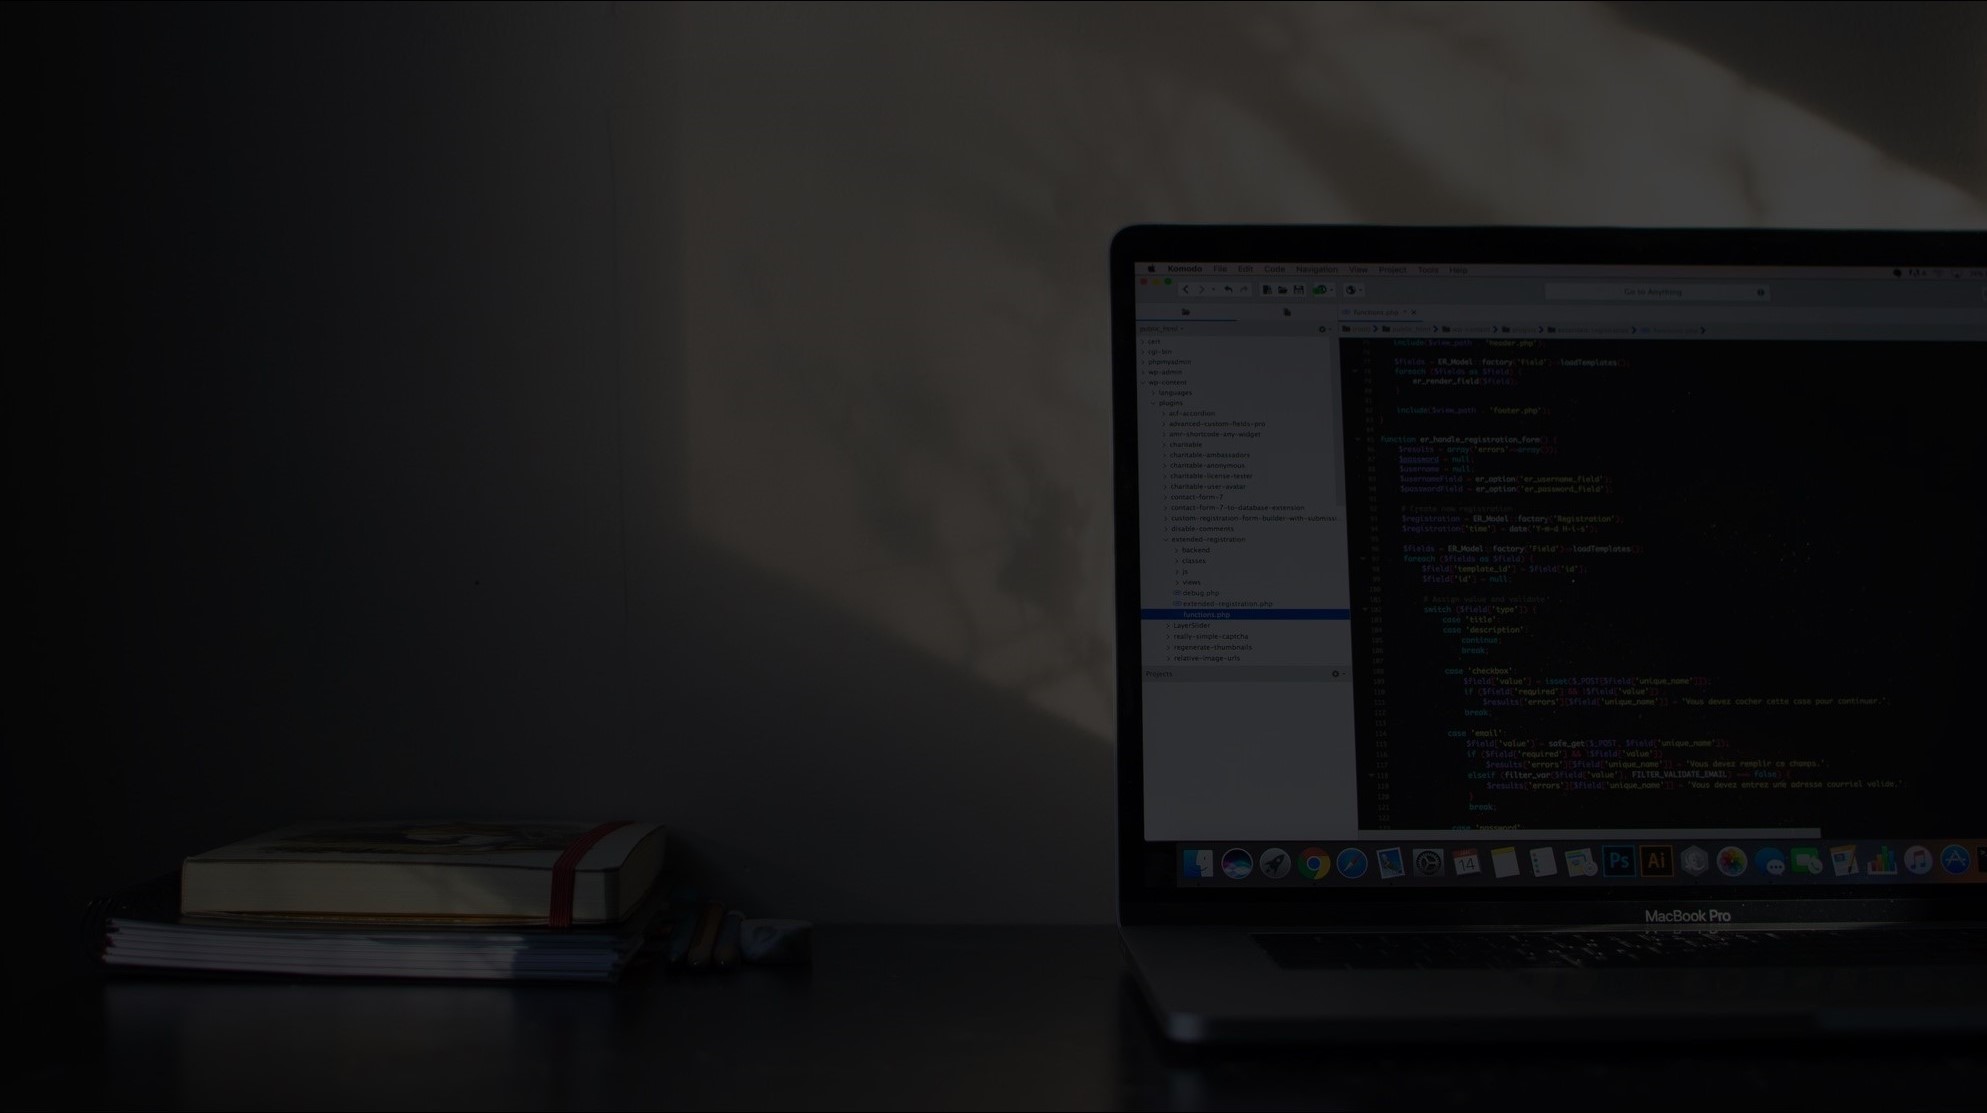 Komodo File Edit Code Navigation View Project Tools Help
Go to Anything
functions.php
public_html
cert
cgi-bin
phpmyadmin
wp-admin
wp-content
languages
plugins
acf-accordion
advanced-custom-fields-pro
amr-shortcode-any-widget
charitable
charitable-ambassadors
charitable-anonymous
charitable-license-tester
charitable-user-avatar
contact-form-7
contact-form-7-to-database-extension
custom-registration-form-builder-with-submissi
disable-comments
extended-registration
backend
classes
js
views
debug.php
extended-registration.php
functions.php
LayerSlider
really-simple-captcha
regenerate-thumbnails
relative-image-urls
Projects
include($view_path . "header.php");
$fields = ER_Model::factory('Field')->loadTemplates();
foreach ($fields as $field) {
er_render_field($field);
}
include($view_path . "footer.php");
}
function er_handle_registration_form() {
$results = array('errors'=>array());
$password = null;
$username = null;
$usernameField = er_option('er_username_field');
$passwordField = er_option('er_password_field');
# Create new registration
$registration = ER_Model::factory('Registration');
$registration['time'] = date('Y-m-d H:i:s');
$fields = ER_Model::factory('Field')->loadTemplates();
foreach ($fields as $field) {
$field['template_id'] = $field['id'];
$field['id'] = null;
# Assign value and validate
switch ($field['type']) {
case 'title':
case 'description':
continue;
break;
case 'checkbox':
$field['value'] = isset($_POST[$field['unique_name']]);
if ($field['required'] && !$field['value'])
$results['errors'][$field['unique_name']] = "Vous devez cocher cette case pour continuer.";
break;
case 'email':
$field['value'] = safe_get($_POST, $field['unique_name']);
if ($field['required'] && !$field['value'])
$results['errors'][$field['unique_name']] = "Vous devez remplir ce champs.";
elseif (filter_var($field['value'], FILTER_VALIDATE_EMAIL) === false) {
$results['errors'][$field['unique_name']] = "Vous devez entrez une adresse courriel valide.";
}
break;
case 'password':
14
Ps
Ai
MacBook Pro